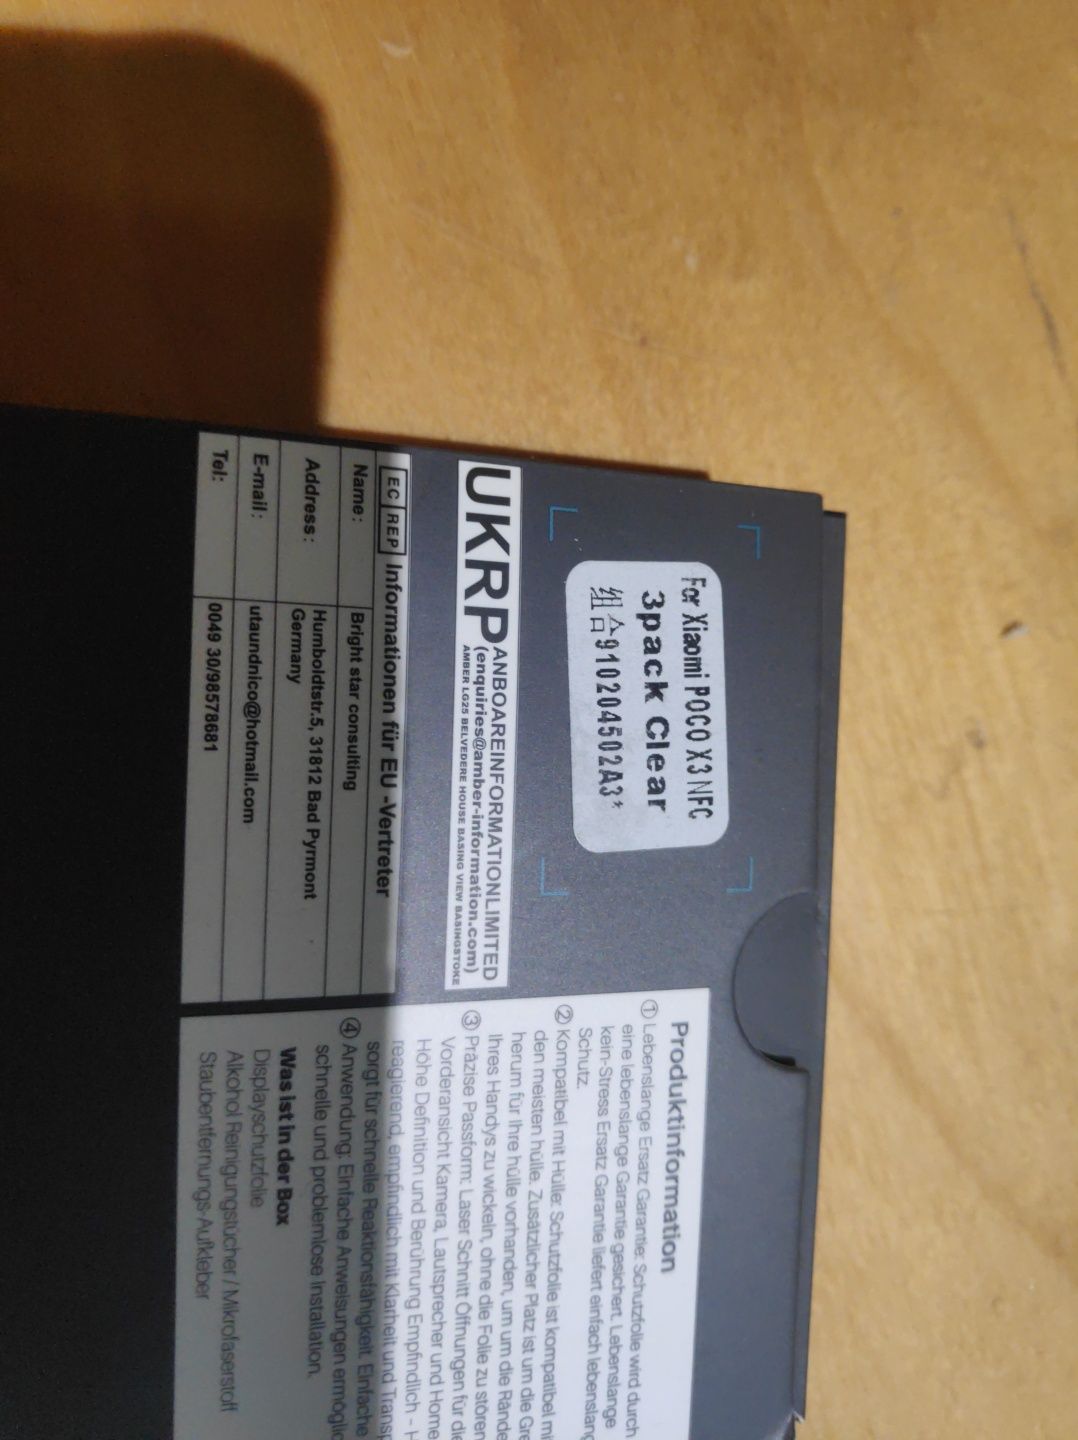 For Xiaomi POCO X3 NFC
3pack Clear
组合910204502A3*
UKRP
ANBOAREINFORMATIONLIMITED
(enquiries@amber-information.com)
AMBER LG25 BELVEDERE HOUSE BASING VIEW BASINGSTOKE
EC REP Informationen für EU -Vertreter
Name: Bright star consulting
Address: Humboldtstr.5, 31812 Bad Pyrmont
Germany
E-mail: utaundnico@hotmail.com
Tel: 0049 30/98578681
Produktinformation
① Lebenslange Ersatz Garantie: Schutzfolie wird durch
eine lebenslange Garantie gesichert. Lebenslange
kein-Stress Ersatz Garantie liefert einfach lebenslang
Schutz.
② Kompatibel mit Hülle: Schutzfolie ist kompatibel mi
den meisten hülle. Zusätzlicher Platz ist um die Gre
herum für Ihre hülle vorhanden, um um die Rände
Ihres Handys zu wickeln, ohne die Folie zu stören
③ Präzise Passform: Laser Schnitt Öffnungen für die
Vorderansicht Kamera, Lautsprecher und Home
Höhe Definition und Berührung Empfindlich - H
reagierend, empfindlich mit Klarheit und Transp
sorgt für schnelle Reaktionsfähigkeit. Einfache
④ Anwendung: Einfache Anweisungen ermöglic
schnelle und problemlose Installation.
Was ist in der Box
Displayschutzfolie
Alkohol Reinigungstücher / Mikrofaserstoff
Staubentfernungs-Aufkleber